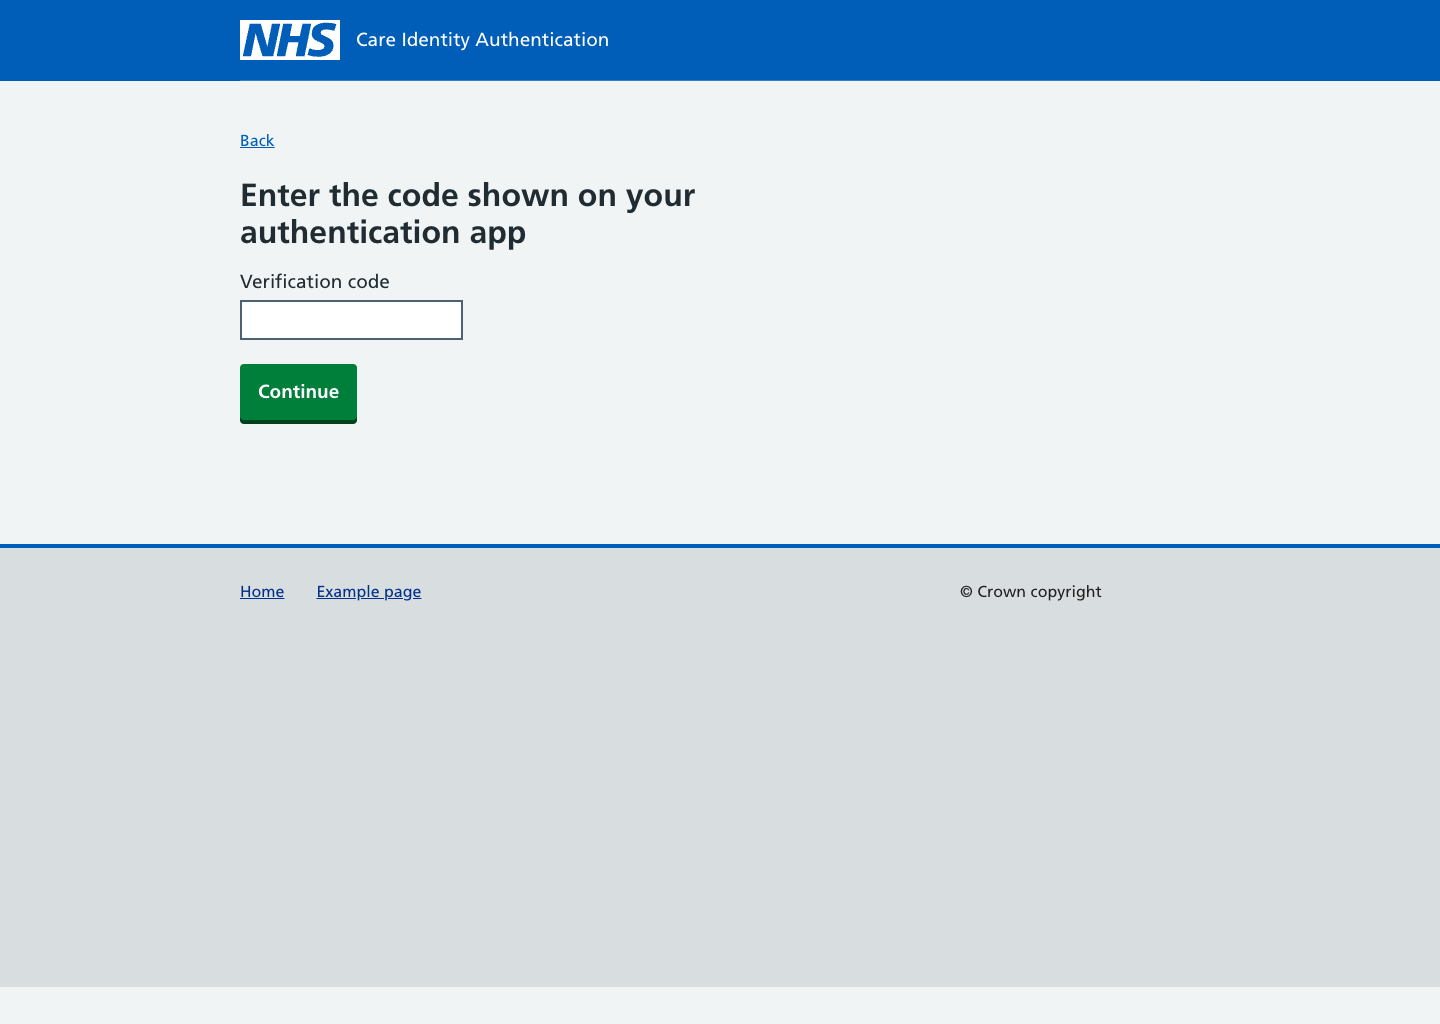 NHS Care Identity Authentication
Back
Enter the code shown on your
authentication app
Verification code
Continue
Home Example page © Crown copyright